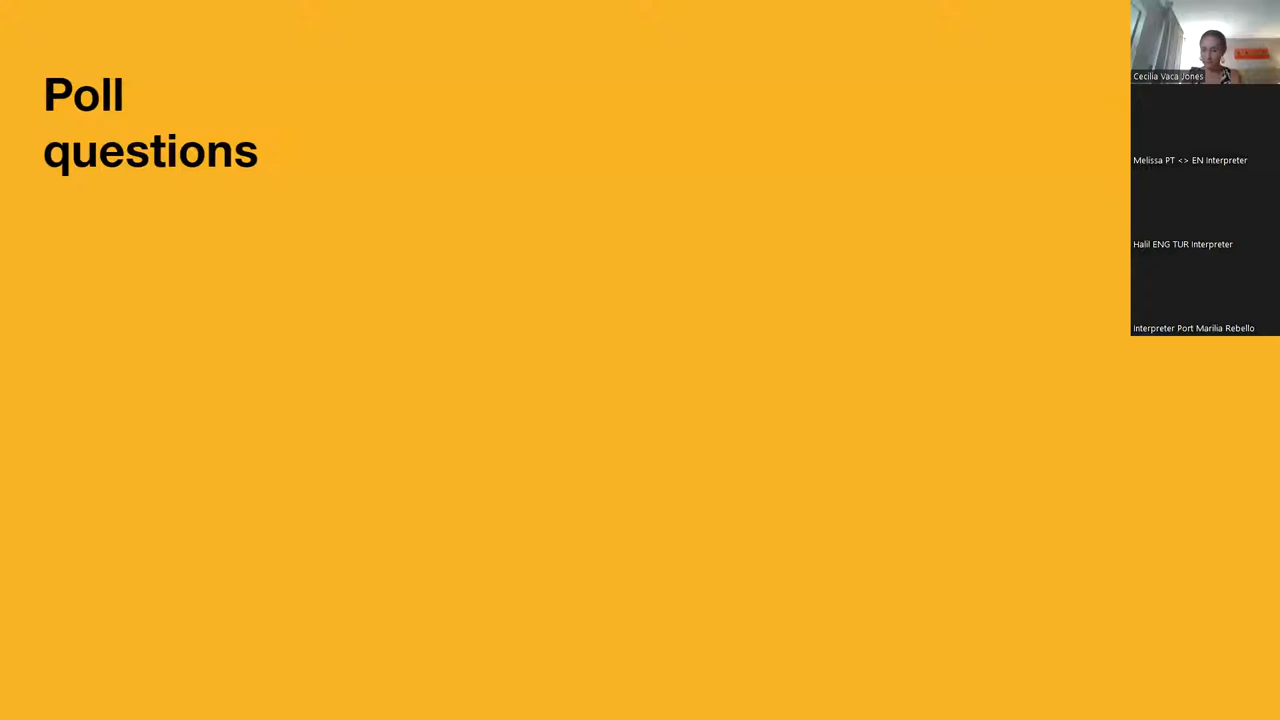 Poll
questions
Cecilia Vaca Jones
Melissa PT <> EN Interpreter
Halil ENG TUR Interpreter
Interpreter Port Marilia Rebello